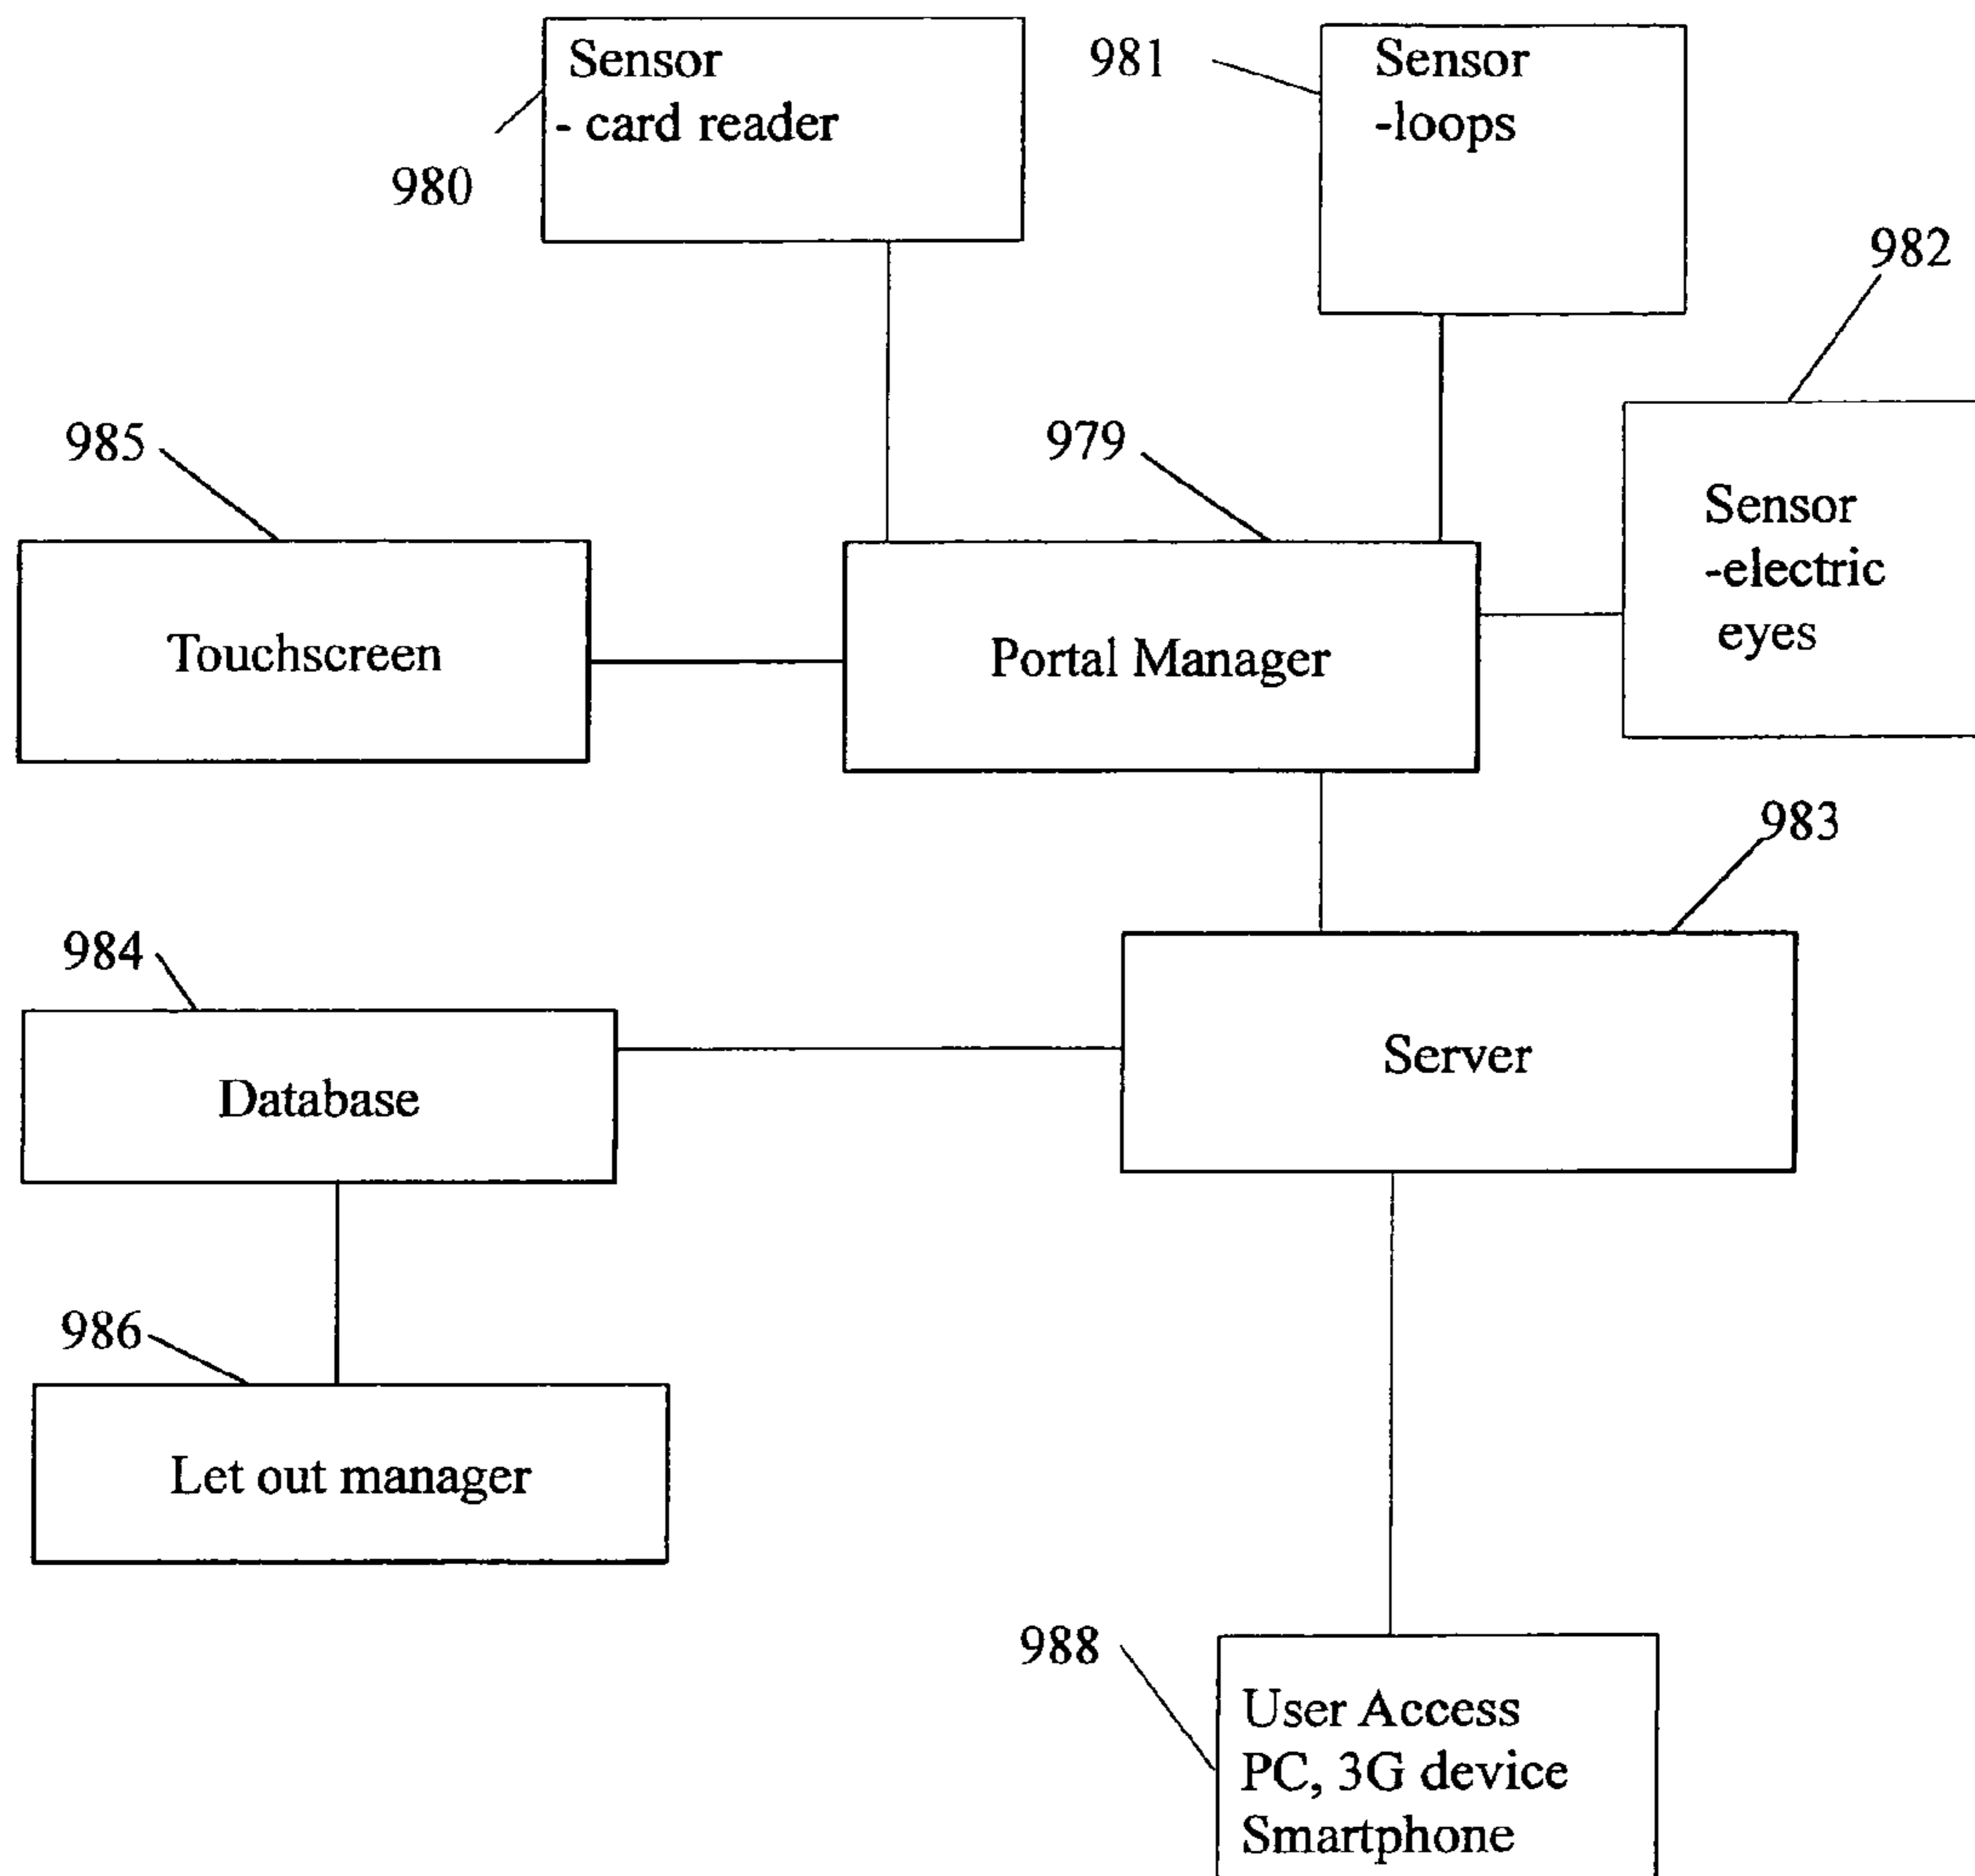 Sensor
- card reader
980
981
Sensor
-loops
982
985
979
Sensor
-electric
eyes
Touchscreen
Portal Manager
983
984
Server
Database
986
Let out manager
988
User Access
PC, 3G device
Smartphone